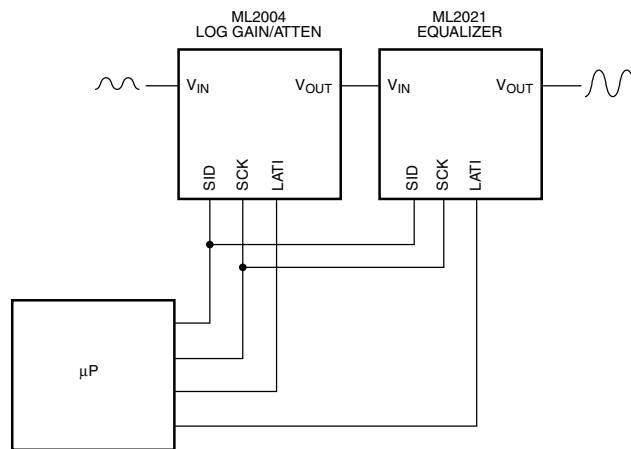 ML2004
LOG GAIN/ATTEN
ML2021
EQUALIZER
VIN
VOUT
VIN
VOUT
SID
SCK
LATI
SID
SCK
LATI
µP